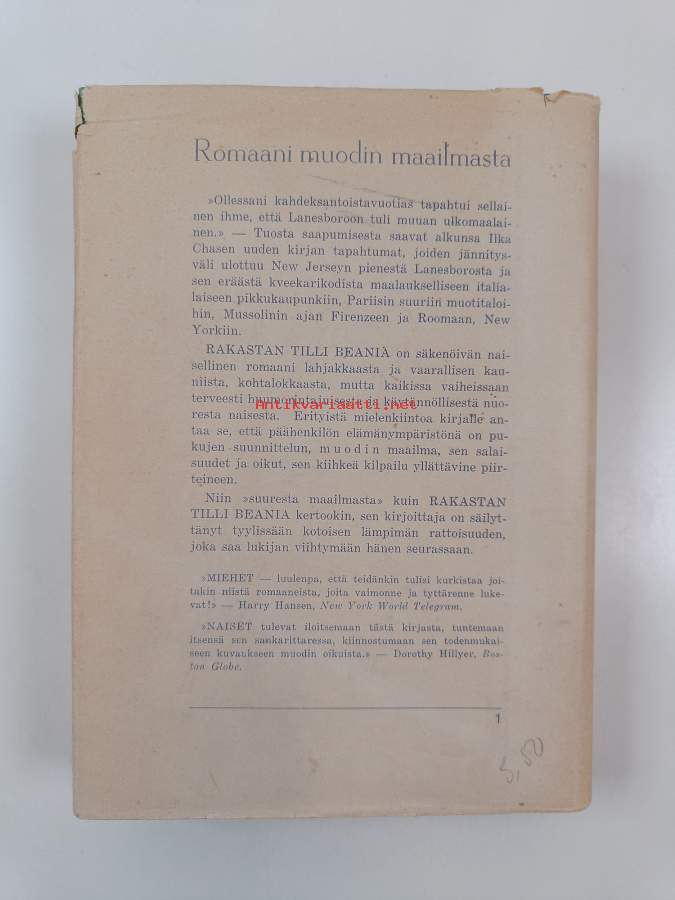 Romaani muodin maailmasta
»Ollessani kahdeksantoistavuotias tapahtui sellai-
nen ihme, että Lanesboroon tuli muuan ulkomaalai-
nen.» — Tuosta saapumisesta saavat alkunsa Ilka
Chasen uuden kirjan tapahtumat, joiden jännitys-
väli ulottuu New Jerseyn pienestä Lanesborosta ja
sen eräästä kveekarikodista maalaukselliseen italia-
laiseen pikkukaupunkiin, Pariisin suuriin muotitaloi-
hin, Mussolinin ajan Firenzeen ja Roomaan, New
Yorkiin.
RAKASTAN TILLI BEANIA on säkenöivän nai-
sellinen romaani lahjakkaasta ja vaarallisen kau-
niista, kohtalokkaasta, mutta kaikissa vaiheissaan
terveesti huumorintajuisesta ja käytännöllisestä nuo-
Antikvariaatti.net
resta naisesta. Erityistä mielenkiintoa kirjalle an-
taa se, että päähenkilön elämänympäristönä on pu-
kujen suunnittelun, muodin maailma, sen salai-
suudet ja oikut, sen kiihkeä kilpailu yllättävine piir-
teineen.
Niin »suuresta maailmasta» kuin RAKASTAN
TILLI BEANIA kertookin, sen kirjoittaja on säilyt-
tänyt tyylissään kotoisen lämpimän rattoisuuden,
joka saa lukijan viihtymään hänen seurassaan.
»MIEHET — luulenpa, että teidänkin tulisi kurkistaa joi-
takin niistä romaaneista, joita vaimonne ja tyttärenne luke-
vat!» — Harry Hansen, New York World Telegram.
»NAISET tulevat iloitsemaan tästä kirjasta, tuntemaan
itsensä sen sankarittaressa, kiinnostumaan sen todenmukai-
seen kuvaukseen muodin oikuista.» — Dorothy Hillyer, Bos-
ton Globe.
1
5,50